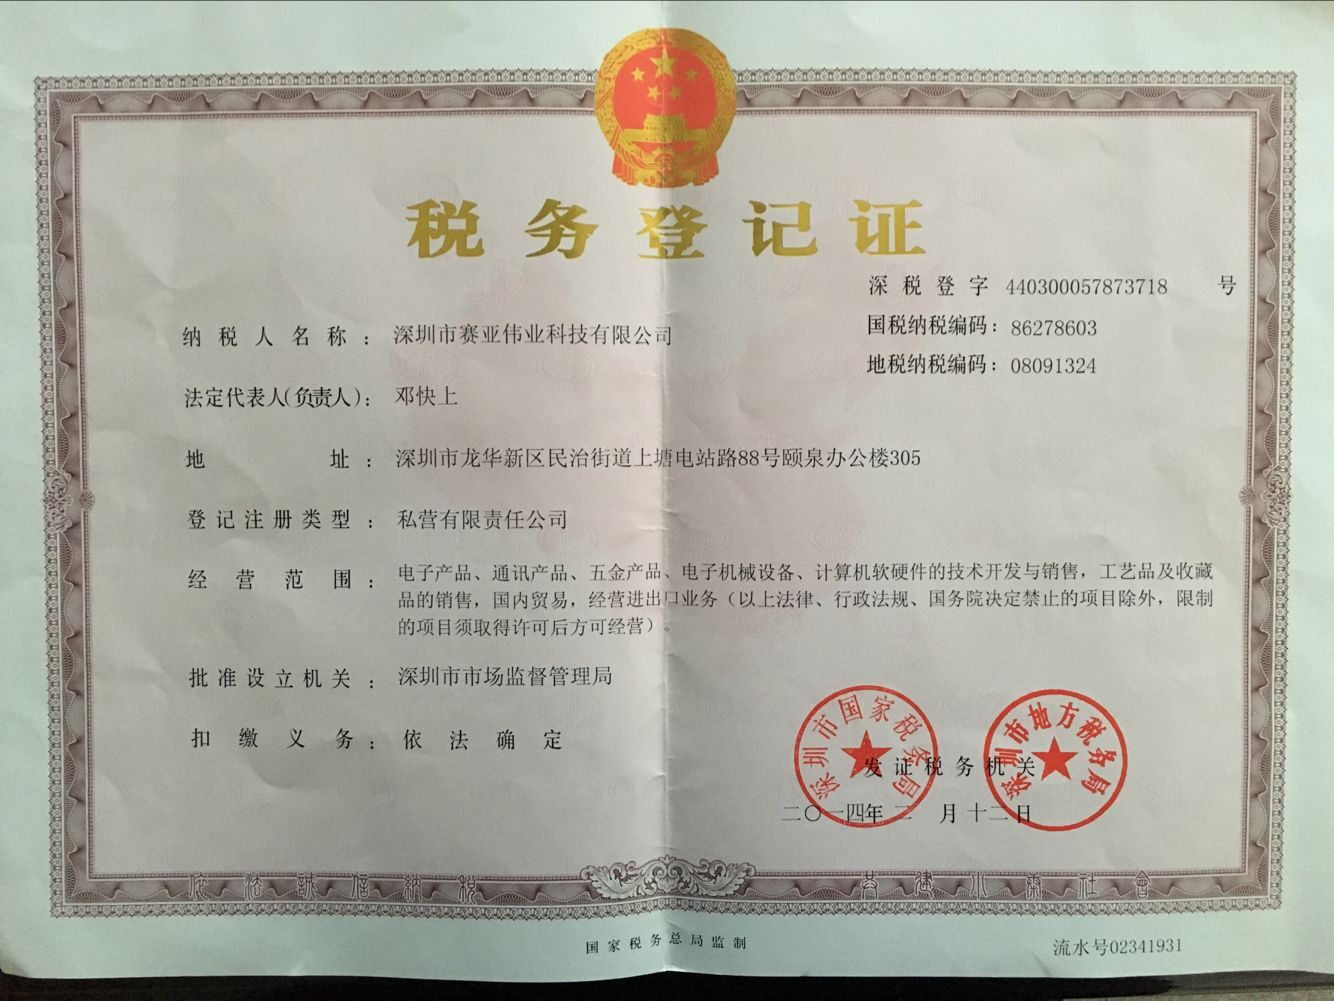 税务登记证
深税登字 440300057873718 号
国税纳税编码：86278603
地税纳税编码：08091324
纳税人名称：深圳市赛亚伟业科技有限公司
法定代表人(负责人)：邓快上
地址：深圳市龙华新区民治街道上塘电站路88号颐泉办公楼305
登记注册类型：私营有限责任公司
经营范围：电子产品、通讯产品、五金产品、电子机械设备、计算机软硬件的技术开发与销售，工艺品及收藏
品的销售，国内贸易，经营进出口业务（以上法律、行政法规、国务院决定禁止的项目除外，限制
的项目须取得许可后方可经营）。
批准设立机关：深圳市市场监督管理局
扣缴义务：依法确定
深圳市国家税务局
深圳市地方税务局
发证税务机关
二〇一四年 二 月 十二日
依法誠信納税
共建小康社會
国家税务总局监制
流水号02341931